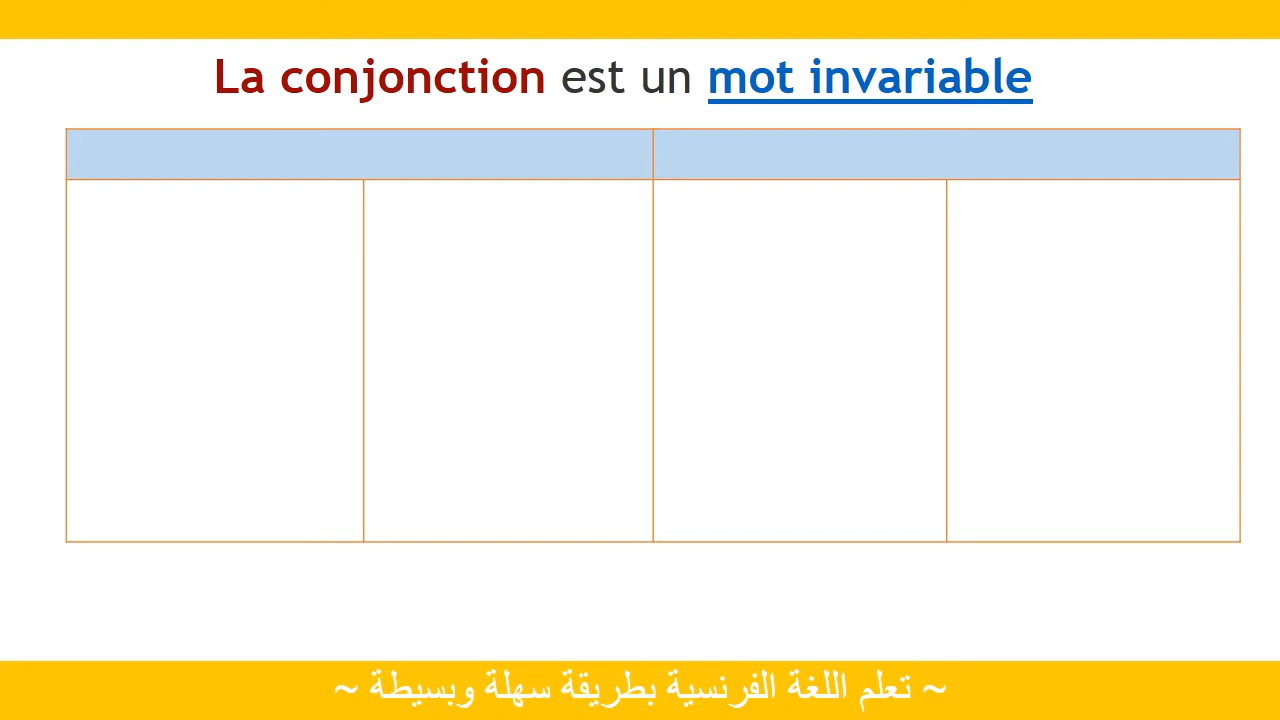 La conjonction est un mot invariable
~ تعلم اللغة الفرنسية بطريقة سهلة وبسيطة ~